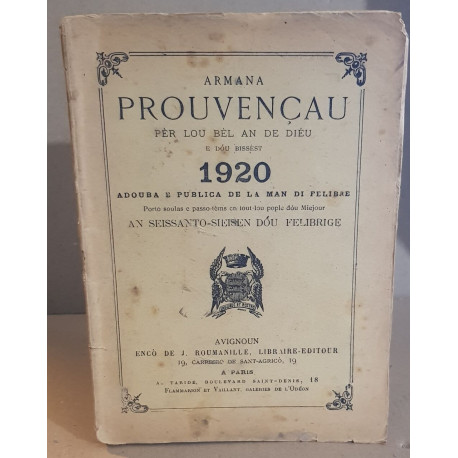 ARMANA
PROUVENÇAU
PÈR LOU BÈL AN DE DIÉU
E DÓU BISSÈST
1920
ADOUBA E PUBLICA DE LA MAN DI FELIBRE
Porto soulas e passo-tèms en tout lou pople dóu Miejour
AN SEISSANTO-SIEISEN DÓU FELIBRIGE
AVIGNOUN
ENCÒ DE J. ROUMANILLE, LIBRAIRE-EDITOUR
19, CARRIERO DE SANT-AGRICÒ, 19
A PARIS
A. TARIDE, BOULEVARD SAINT-DENIS, 18
FLAMMARION ET VAILLANT, GALERIES DE L'ODÉON